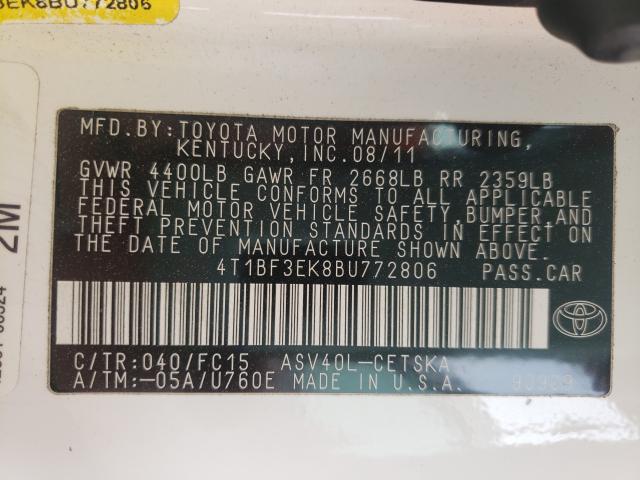 3EK8BU772806
2M
MFD.BY:TOYOTA MOTOR MANUFACTURING,
KENTUCKY,INC.08/11
GVWR 4400LB GAWR FR 2668LB RR 2359LB
THIS VEHICLE CONFORMS TO ALL APPLICABLE
FEDERAL MOTOR VEHICLE SAFETY,BUMPER,AND
THEFT PREVENTION STANDARDS IN EFFECT ON
THE DATE OF MANUFACTURE SHOWN ABOVE.
4T1BF3EK8BU772806 PASS.CAR
C/TR:040/FC15 ASV40L-CETSKA
A/TM:-05A/U760E MADE IN U.S.A.